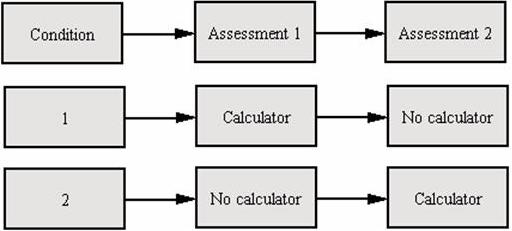 Condition
Assessment 1
Assessment 2
1
Calculator
No calculator
2
No calculator
Calculator